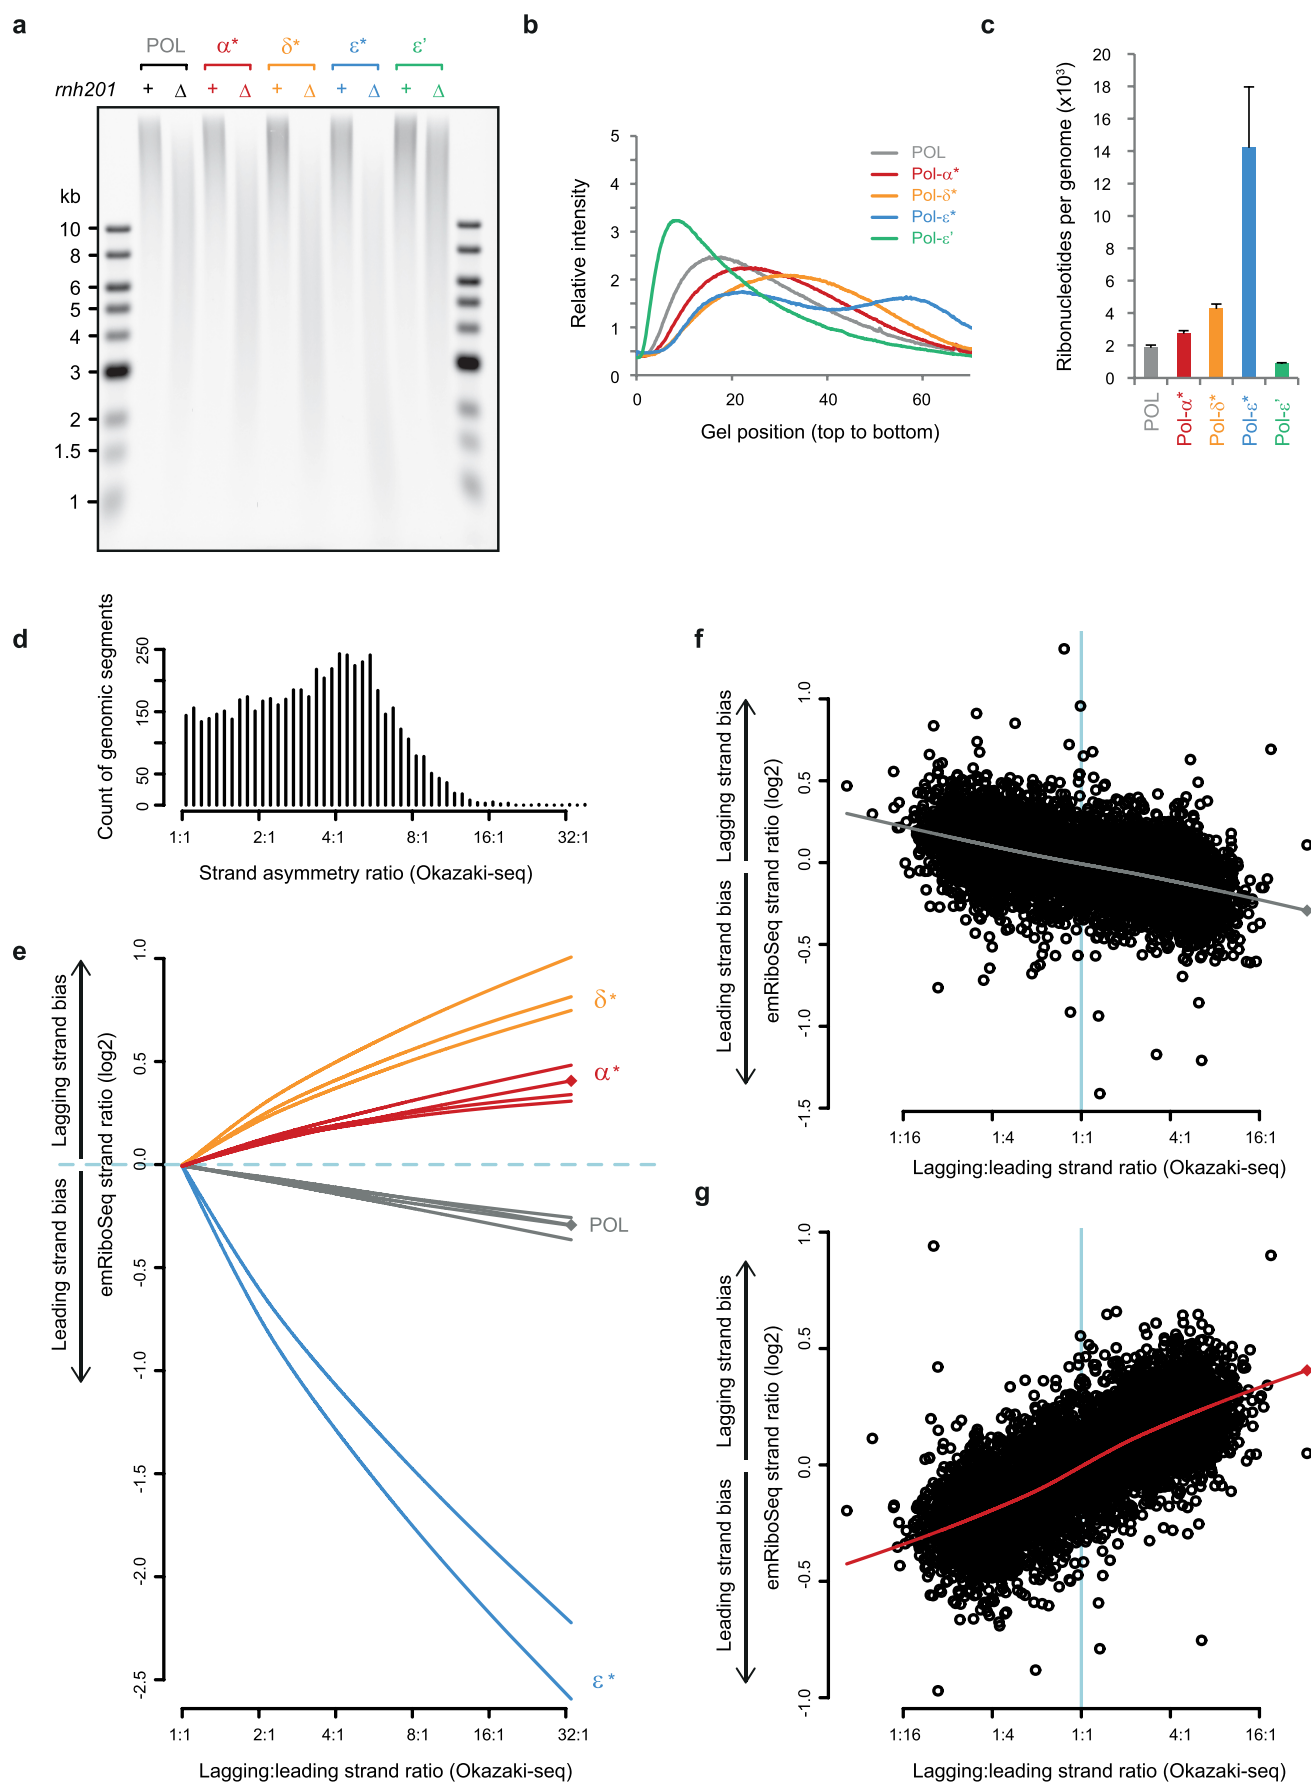 a
POL α* δ* ε* ε'
rnh201 + Δ + Δ + Δ + Δ + Δ
kb
10
8
6
5
4
3
2
1.5
1
b
Relative intensity
5
4
3
2
1
0
0 20 40 60
Gel position (top to bottom)
POL
Pol-α*
Pol-δ*
Pol-ε*
Pol-ε'
c
Ribonucleotides per genome (x10³)
20
18
16
14
12
10
8
6
4
2
0
POL
Pol-α*
Pol-δ*
Pol-ε*
Pol-ε'
d
Count of genomic segments
250
150
50
0
1:1 2:1 4:1 8:1 16:1 32:1
Strand asymmetry ratio (Okazaki-seq)
e
Lagging strand bias
Leading strand bias
emRiboSeq strand ratio (log2)
1.0
0.5
0.0
-0.5
-1.0
-1.5
-2.0
-2.5
δ*
α*
POL
ε*
1:1 2:1 4:1 8:1 16:1 32:1
Lagging:leading strand ratio (Okazaki-seq)
f
Lagging strand bias
Leading strand bias
emRiboSeq strand ratio (log2)
1.0
0.5
0.0
-0.5
-1.0
-1.5
1:16 1:4 1:1 4:1 16:1
Lagging:leading strand ratio (Okazaki-seq)
g
Lagging strand bias
Leading strand bias
emRiboSeq strand ratio (log2)
1.0
0.5
0.0
-0.5
-1.0
1:16 1:4 1:1 4:1 16:1
Lagging:leading strand ratio (Okazaki-seq)